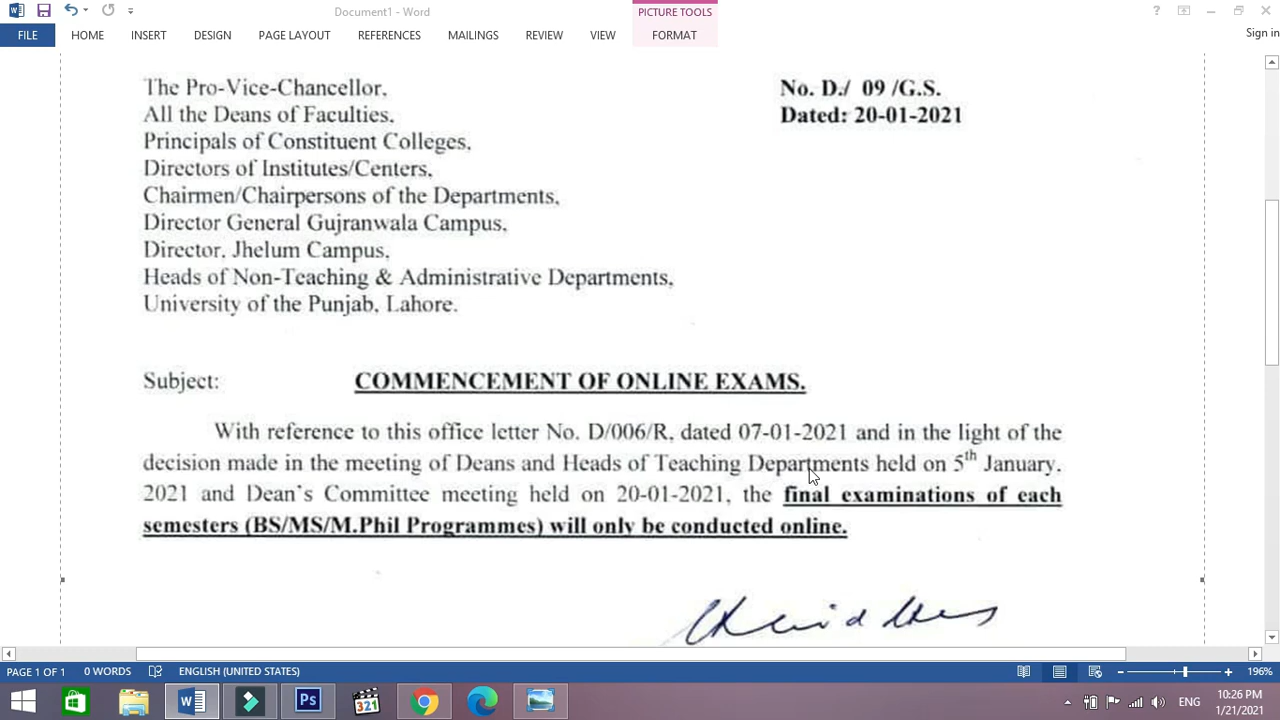 Document1 - Word
PICTURE TOOLS
?
FILE HOME INSERT DESIGN PAGE LAYOUT REFERENCES MAILINGS REVIEW VIEW FORMAT Sign in
The Pro-Vice-Chancellor,
No. D./ 09 /G.S.
All the Deans of Faculties,
Dated: 20-01-2021
Principals of Constituent Colleges,
Directors of Institutes/Centers,
Chairmen/Chairpersons of the Departments,
Director General Gujranwala Campus,
Director, Jhelum Campus,
Heads of Non-Teaching & Administrative Departments,
University of the Punjab, Lahore.
Subject: COMMENCEMENT OF ONLINE EXAMS.
With reference to this office letter No. D/006/R, dated 07-01-2021 and in the light of the
decision made in the meeting of Deans and Heads of Teaching Departments held on 5th January,
2021 and Dean's Committee meeting held on 20-01-2021, the final examinations of each
semesters (BS/MS/M.Phil Programmes) will only be conducted online.
PAGE 1 OF 1 0 WORDS ENGLISH (UNITED STATES) 196%
W Ps 321 ENG 10:26 PM
1/21/2021